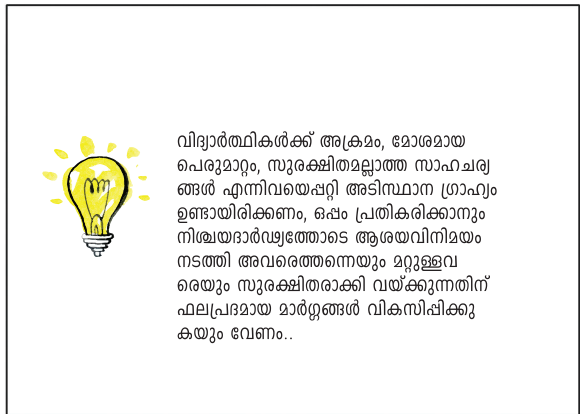 വിദ്യാർത്ഥികൾക്ക് അക്രമം, മോശമായ
പെരുമാറ്റം, സുരക്ഷിതമല്ലാത്ത സാഹചര്യ
ങ്ങൾ എന്നിവയെപ്പറ്റി അടിസ്ഥാന ഗ്രാഹ്യം
ഉണ്ടായിരിക്കണം, ഒപ്പം പ്രതികരിക്കാനും
നിശ്ചയദാർഢ്യത്തോടെ ആശയവിനിമയം
നടത്തി അവരെത്തന്നെയും മറ്റുള്ളവ
രെയും സുരക്ഷിതരാക്കി വയ്ക്കുന്നതിന്
ഫലപ്രദമായ മാർഗ്ഗങ്ങൾ വികസിപ്പിക്കു
കയും വേണം..